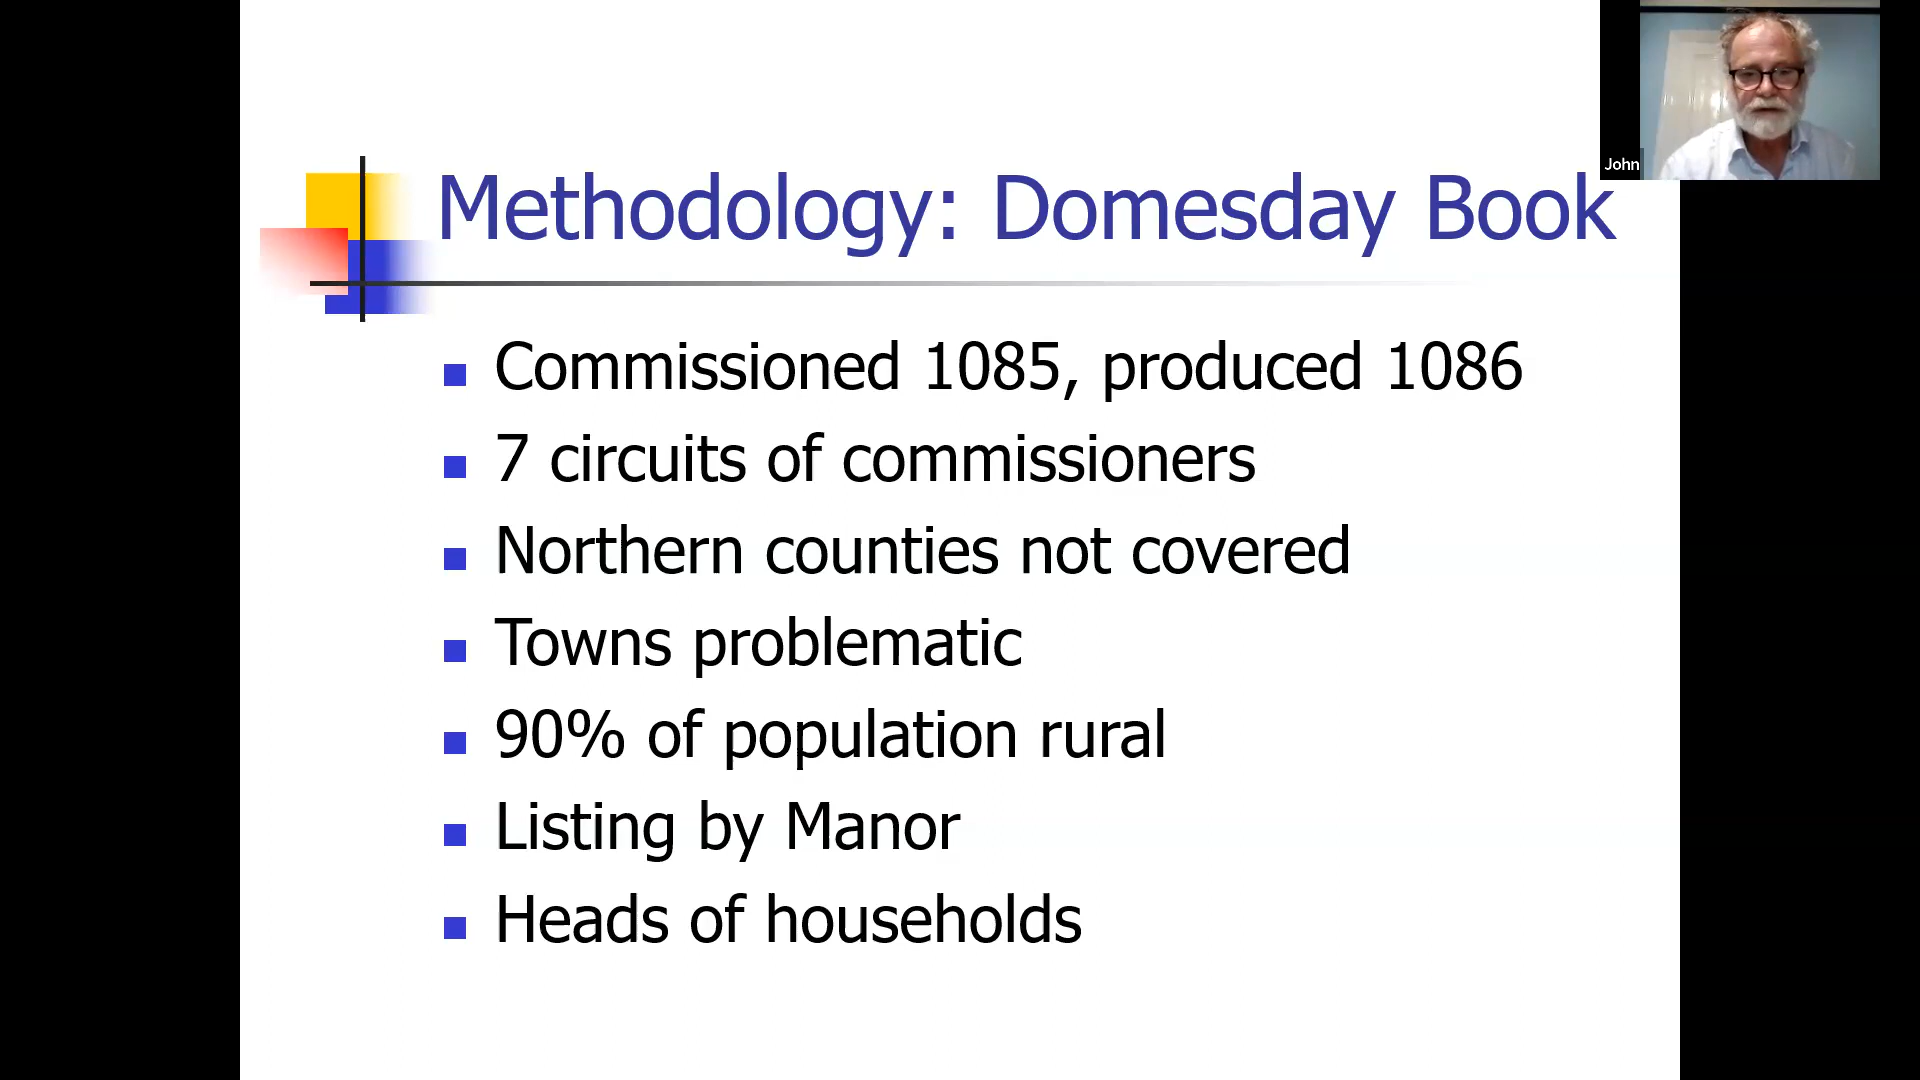 John
Methodology: Domesday Book
Commissioned 1085, produced 1086
7 circuits of commissioners
Northern counties not covered
Towns problematic
90% of population rural
Listing by Manor
Heads of households